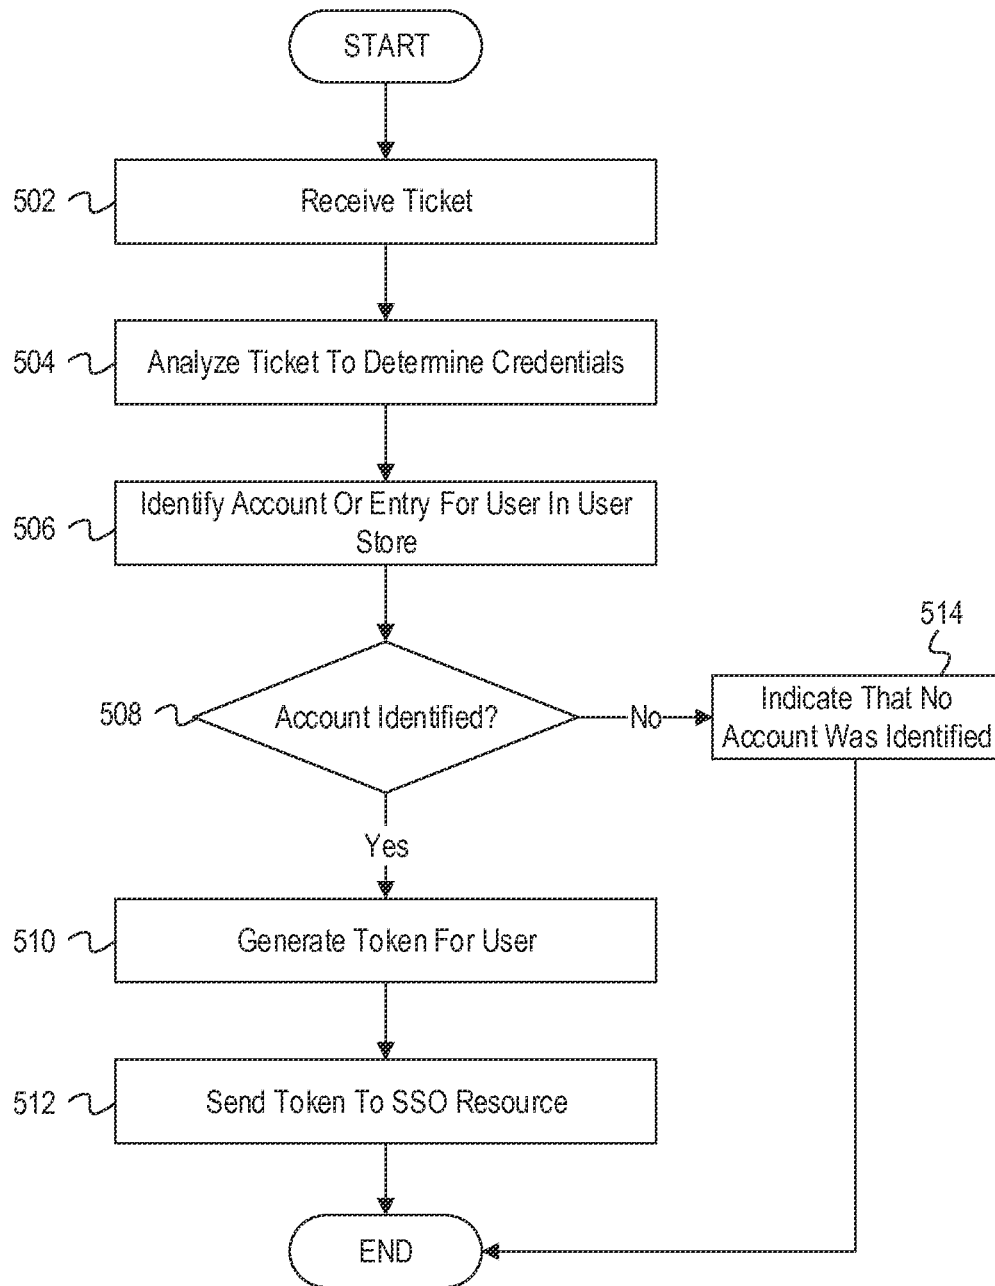 START
502
Receive Ticket
504
Analyze Ticket To Determine Credentials
506
Identify Account Or Entry For User In User
Store
514
508
Account Identified?
No
Indicate That No
Account Was Identified
Yes
510
Generate Token For User
512
Send Token To SSO Resource
END